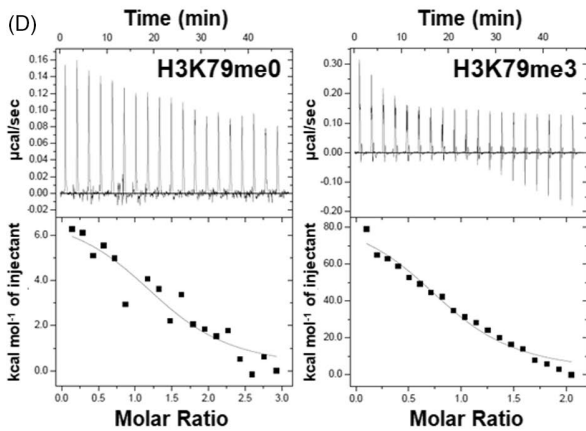 (D)
Time (min)
0 10 20 30 40
H3K79me0
µcal/sec
0.16
0.14
0.12
0.10
0.08
0.06
0.04
0.02
0.00
-0.02
kcal mol⁻¹ of injectant
6.0
4.0
2.0
0.0
0.0 0.5 1.0 1.5 2.0 2.5 3.0
Molar Ratio
Time (min)
0 10 20 30 40
H3K79me3
µcal/sec
0.30
0.20
0.10
0.00
-0.10
-0.20
kcal mol⁻¹ of injectant
80.0
60.0
40.0
20.0
0.0
0.0 0.5 1.0 1.5 2.0
Molar Ratio